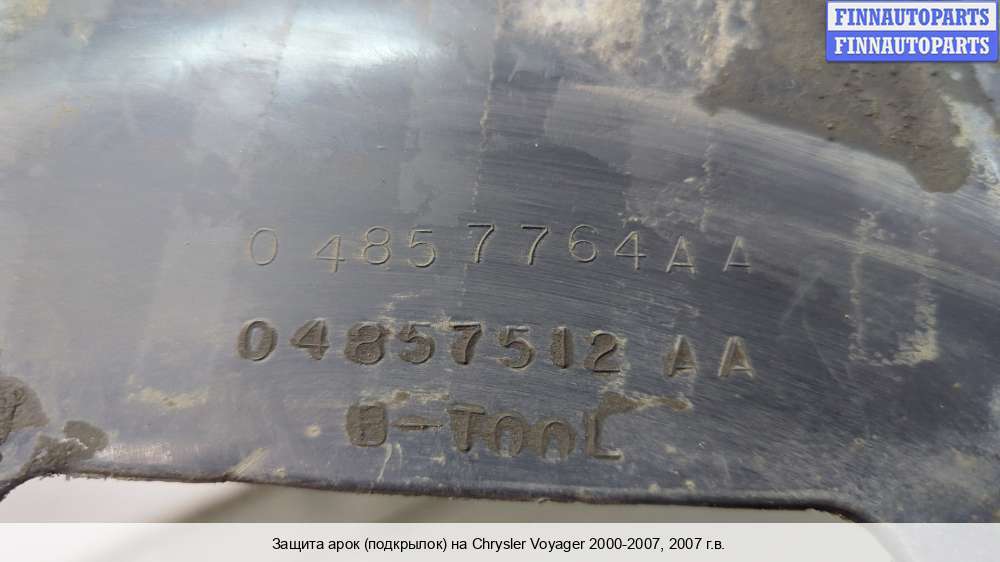 FINNAUTOPARTS
FINNAUTOPARTS
0 4857764AA
04857512 AA
B-TOOL
Защита арок (подкрылок) на Chrysler Voyager 2000-2007, 2007 г.в.